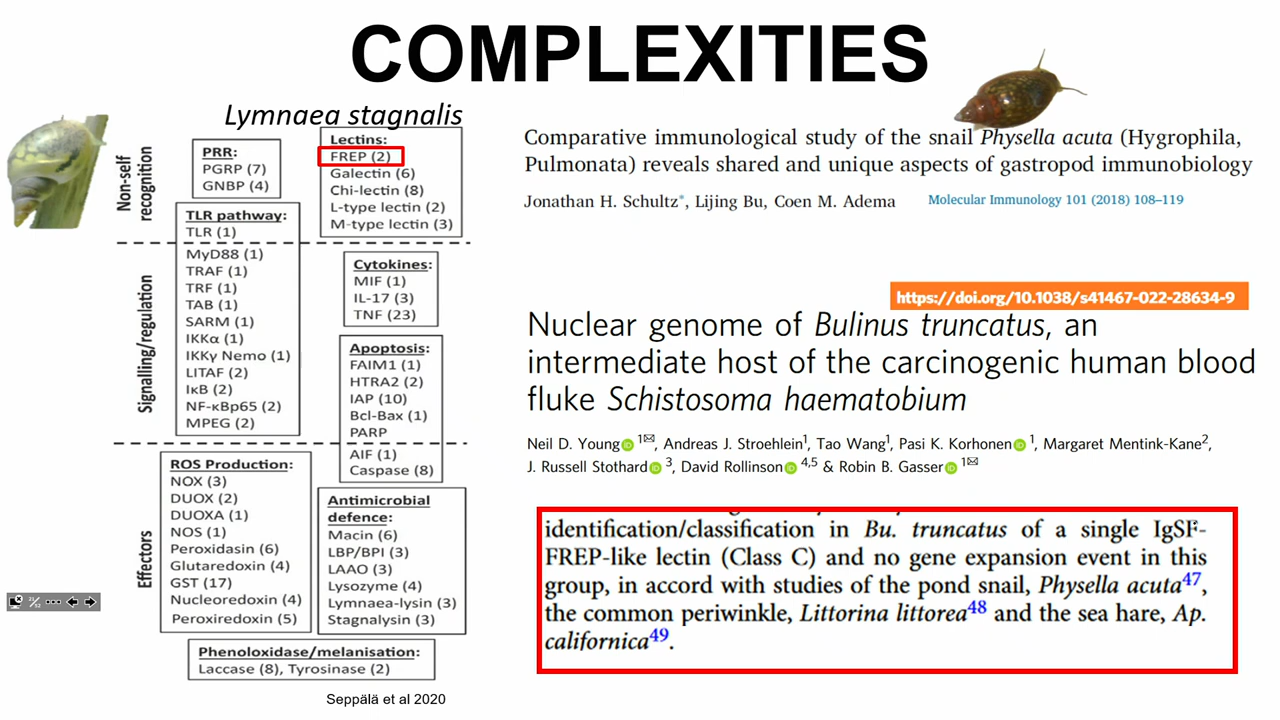 COMPLEXITIES
Lymnaea stagnalis
Non-self
recognition
PRR:
PGRP (7)
GNBP (4)
Lectins:
FREP (2)
Galectin (6)
Chi-lectin (8)
L-type lectin (2)
M-type lectin (3)
TLR pathway:
TLR (1)
Signalling/regulation
MyD88 (1)
TRAF (1)
TRF (1)
TAB (1)
SARM (1)
IKKα (1)
IKKγ Nemo (1)
LITAF (2)
IκB (2)
NF-κBp65 (2)
MPEG (2)
Cytokines:
MIF (1)
IL-17 (3)
TNF (23)
Apoptosis:
FAIM1 (1)
HTRA2 (2)
IAP (10)
Bcl-Bax (1)
PARP
AIF (1)
Caspase (8)
Effectors
ROS Production:
NOX (3)
DUOX (2)
DUOXA (1)
NOS (1)
Peroxidasin (6)
Glutaredoxin (4)
GST (17)
Nucleoredoxin (4)
Peroxiredoxin (5)
Antimicrobial
defence:
Macin (6)
LBP/BPI (3)
LAAO (3)
Lysozyme (4)
Lymnaea-lysin (3)
Stagnalysin (3)
Phenoloxidase/melanisation:
Laccase (8), Tyrosinase (2)
Seppälä et al 2020
Comparative immunological study of the snail Physella acuta (Hygrophila,
Pulmonata) reveals shared and unique aspects of gastropod immunobiology
Jonathan H. Schultz*, Lijing Bu, Coen M. Adema
Molecular Immunology 101 (2018) 108–119
https://doi.org/10.1038/s41467-022-28634-9
Nuclear genome of Bulinus truncatus, an
intermediate host of the carcinogenic human blood
fluke Schistosoma haematobium
Neil D. Young 1✉, Andreas J. Stroehlein1, Tao Wang1, Pasi K. Korhonen 1, Margaret Mentink-Kane2,
J. Russell Stothard 3, David Rollinson 4,5 & Robin B. Gasser 1✉
identification/classification in Bu. truncatus of a single IgSF-
FREP-like lectin (Class C) and no gene expansion event in this
group, in accord with studies of the pond snail, Physella acuta47,
the common periwinkle, Littorina littorea48 and the sea hare, Ap.
californica49.